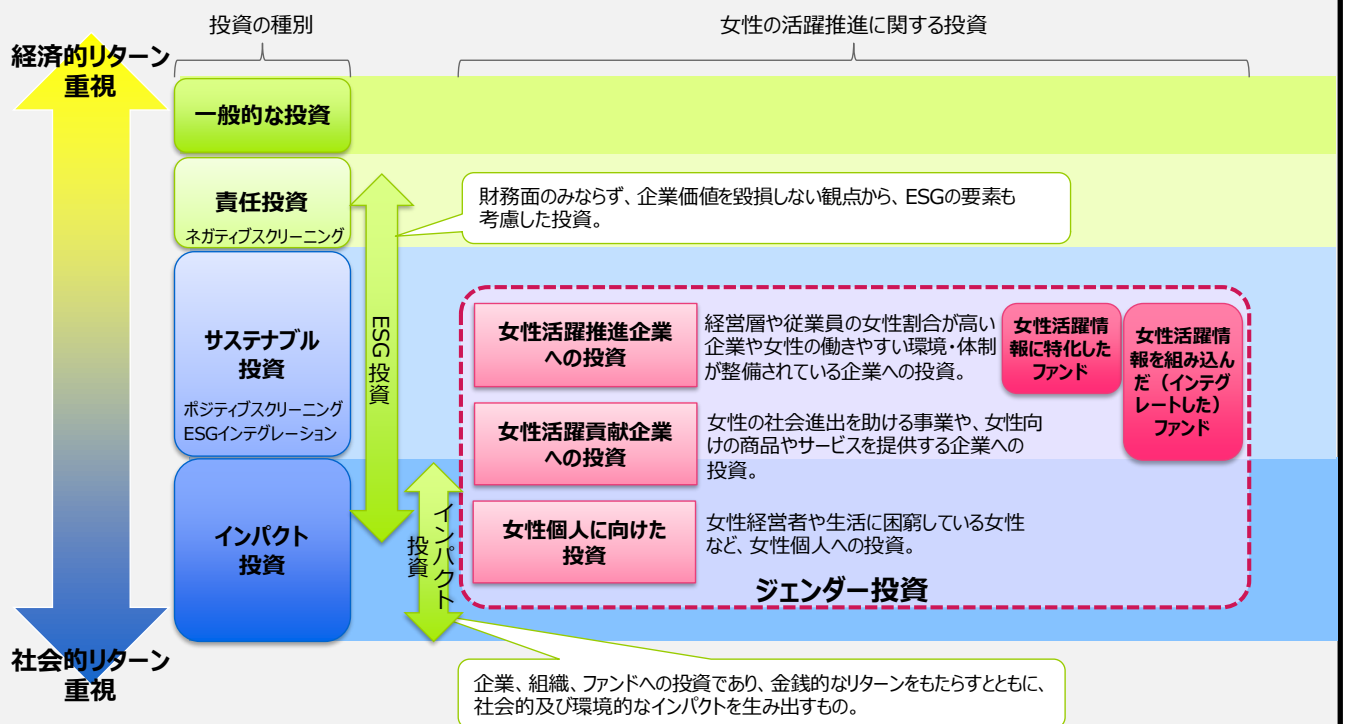 投資の種別
女性の活躍推進に関する投資
経済的リターン
重視
一般的な投資
責任投資
ネガティブスクリーニング
財務面のみならず、企業価値を毀損しない観点から、ESGの要素も
考慮した投資。
ESG投資
サステナブル
投資
ポジティブスクリーニング
ESGインテグレーション
女性活躍推進企業
への投資
経営層や従業員の女性割合が高い
企業や女性の働きやすい環境・体制
が整備されている企業への投資。
女性活躍情
報に特化した
ファンド
女性活躍情
報を組み込ん
だ（インテグ
レートした）
ファンド
女性活躍貢献企業
への投資
女性の社会進出を助ける事業や、女性向
けの商品やサービスを提供する企業への
投資。
インパクト
投資
インパクト
投資
女性個人に向けた
投資
女性経営者や生活に困窮している女性
など、女性個人への投資。
ジェンダー投資
社会的リターン
重視
企業、組織、ファンドへの投資であり、金銭的なリターンをもたらすとともに、
社会的及び環境的なインパクトを生み出すもの。